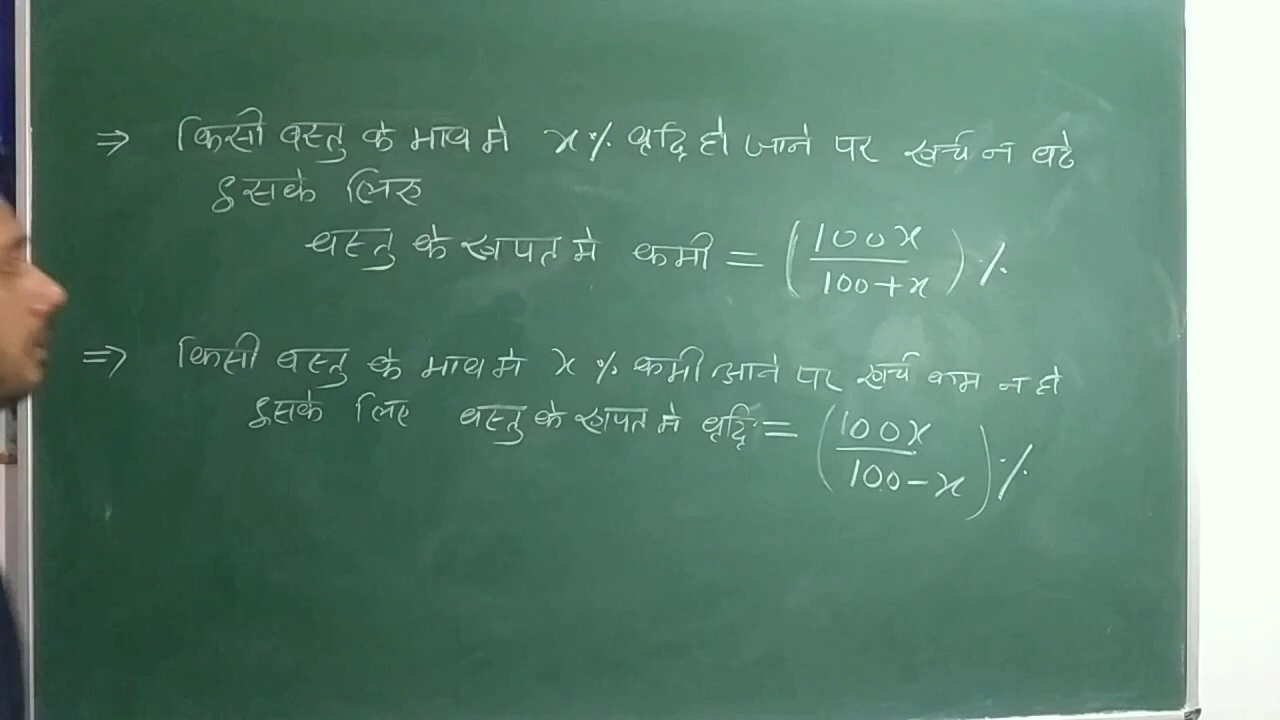 ⇒ किसी वस्तु के भाव मे x% वृद्धि हो जाने पर खर्च न बढे
इसके लिए
वस्तु के खपत मे कमी = (100x / 100+x) %
⇒ किसी वस्तु के भाव मे x % कमी आने पर खर्च कम न हो
इसके लिए वस्तु के खपत मे वृद्धि = (100x / 100-x) %